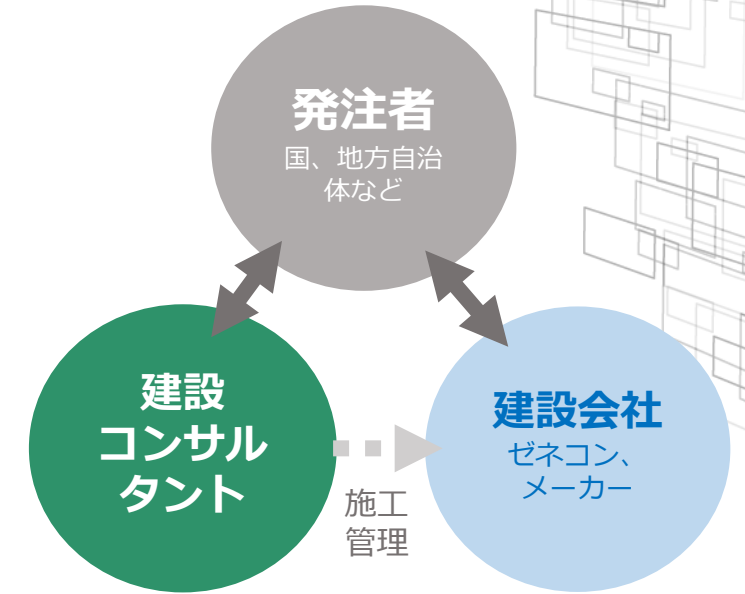 発注者
国、地方自治
体など
建設
コンサル
タント
建設会社
ゼネコン、
メーカー
施工
管理